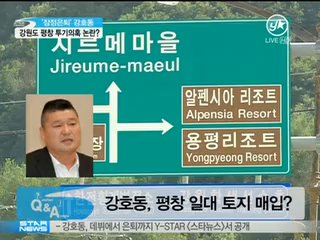 '잠정은퇴' 강호동
강원도 평창 투기의혹 논란?
yk
LIVE
지르메마을
Jireume-maeul
알펜시아 리조트
Alpensia Resort
용평리조트
Yongpyeong Resort
장
Q&A
강호동, 평창 일대 토지 매입?
STAR NEWS
- 강호동, 데뷔에서 은퇴까지 Y-STAR <스타뉴스>서 공개